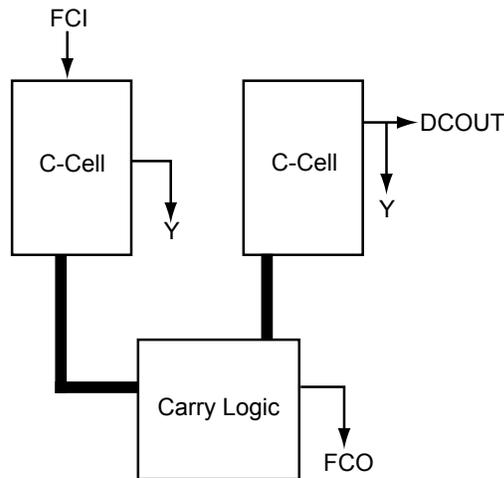 FCI
C-Cell
C-Cell
DCOUT
Y
Y
Carry Logic
FCO